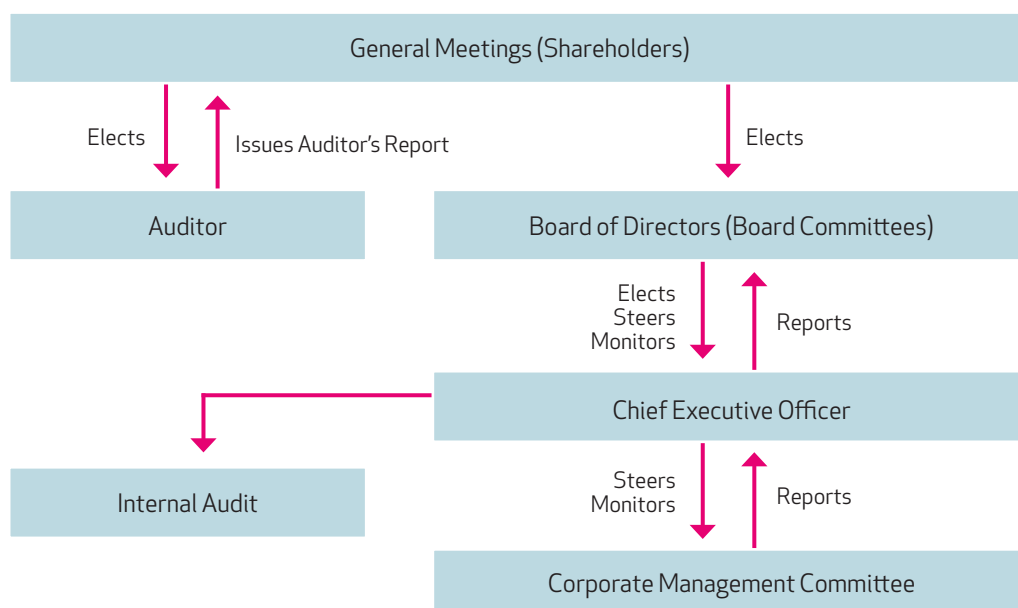 General Meetings (Shareholders)
Elects
Issues Auditor's Report
Elects
Auditor
Board of Directors (Board Committees)
Elects
Steers
Monitors
Reports
Chief Executive Officer
Internal Audit
Steers
Monitors
Reports
Corporate Management Committee